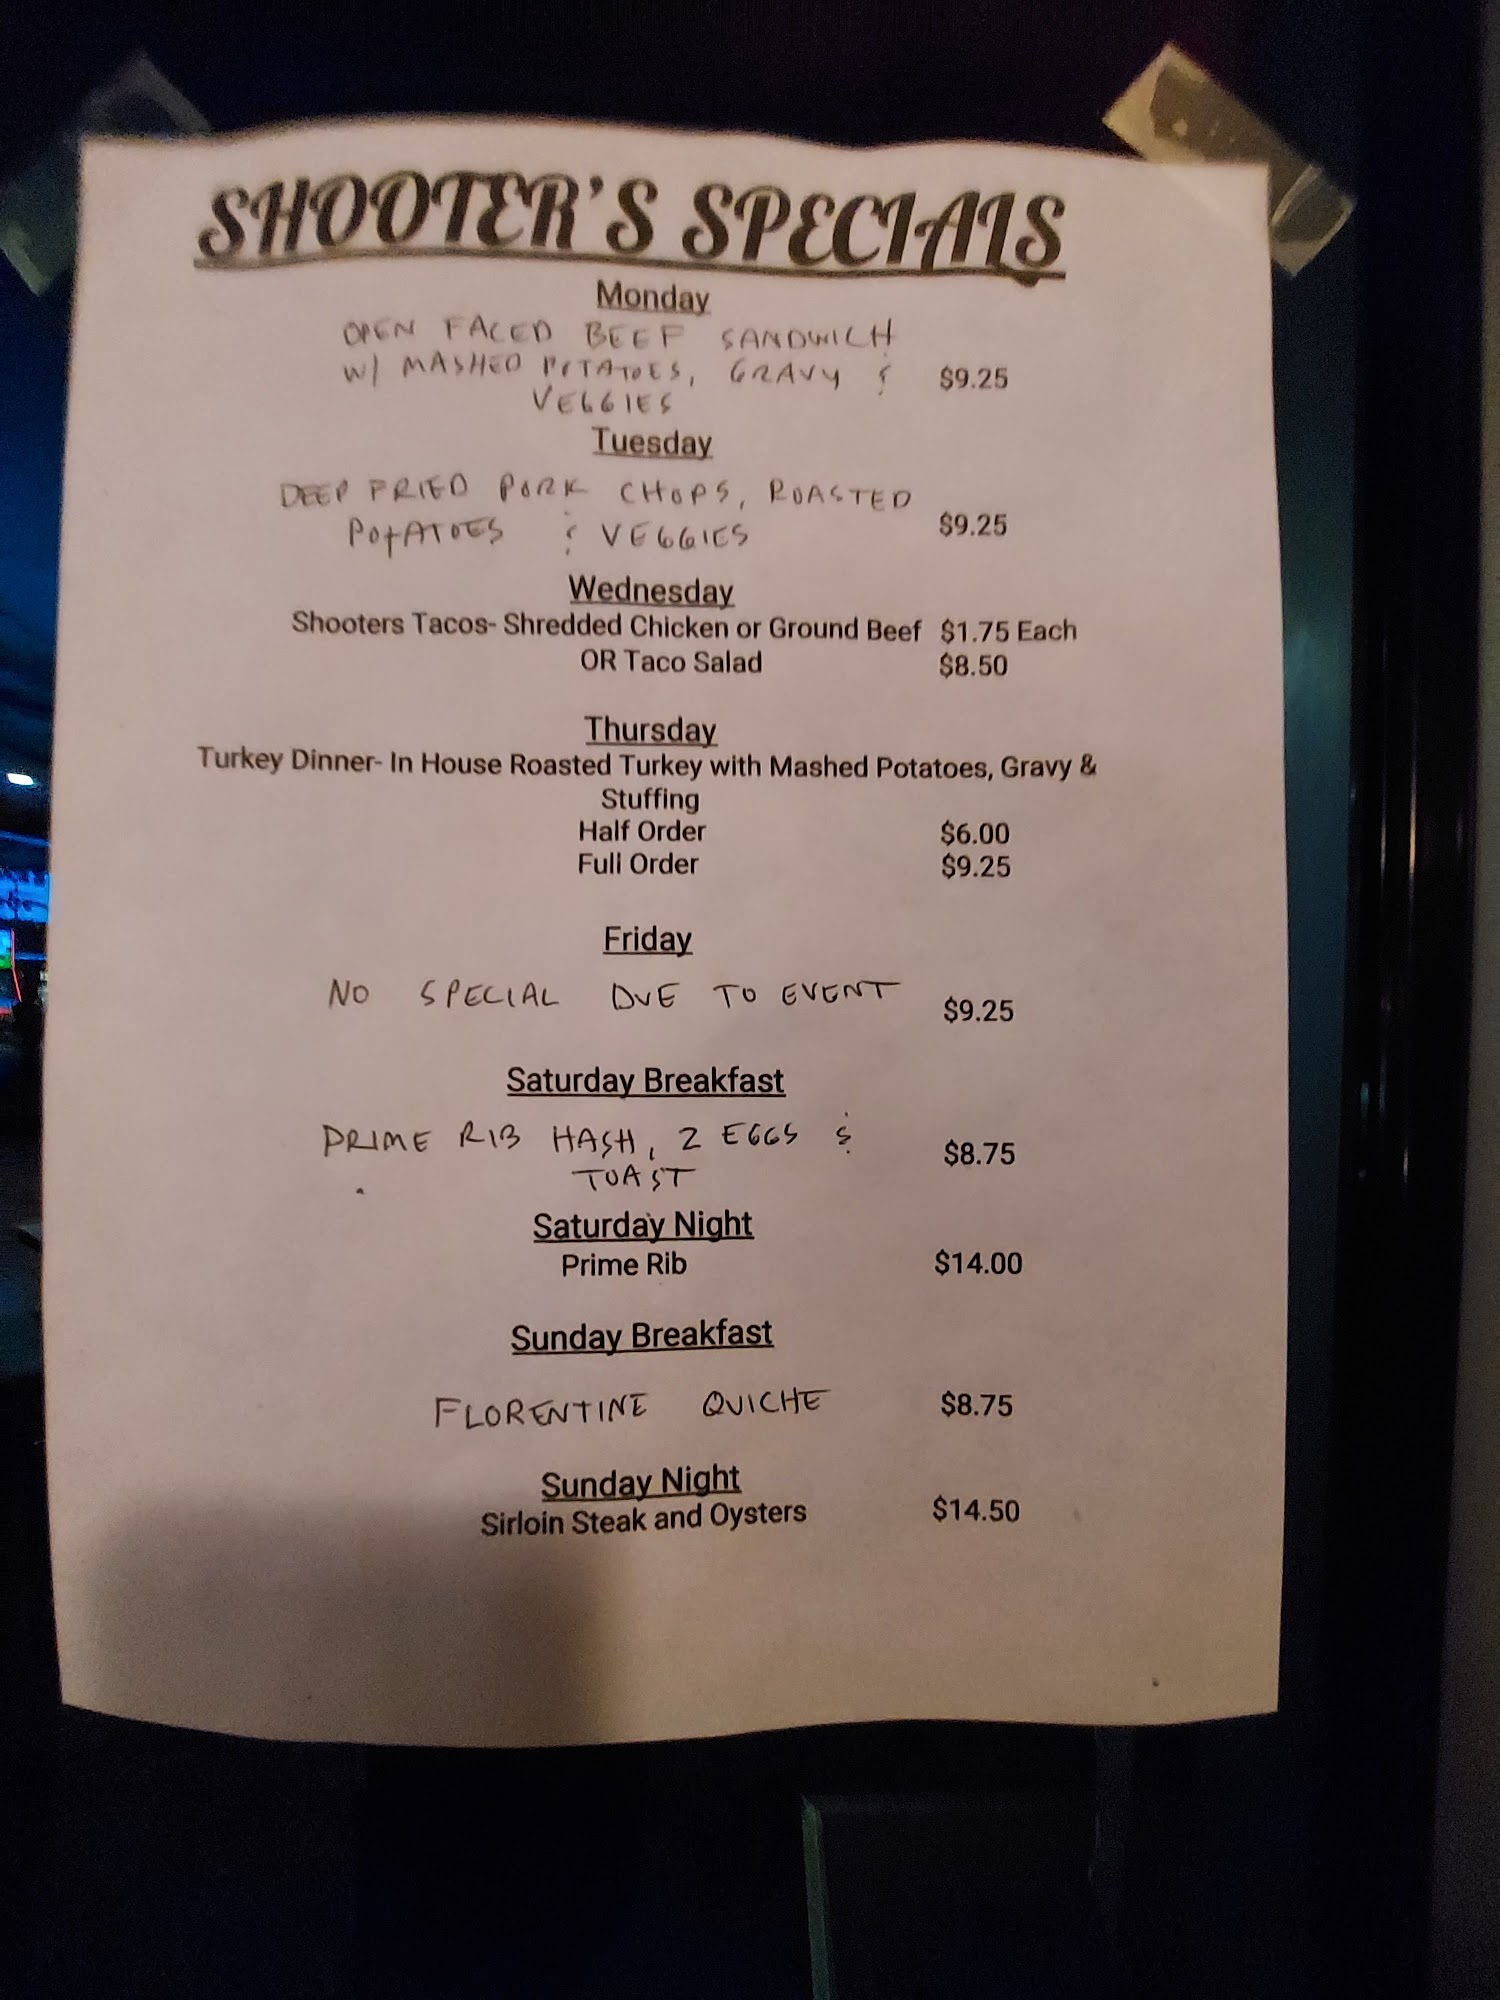 SHOOTER'S SPECIALS
Monday
OPEN FACED BEEF SANDWICH
W/ MASHED POTATOES, GRAVY & $9.25
VEGGIES
Tuesday
DEEP FRIED PORK CHOPS, ROASTED
POTATOES & VEGGIES $9.25
Wednesday
Shooters Tacos- Shredded Chicken or Ground Beef $1.75 Each
OR Taco Salad $8.50
Thursday
Turkey Dinner- In House Roasted Turkey with Mashed Potatoes, Gravy &
Stuffing
Half Order $6.00
Full Order $9.25
Friday
NO SPECIAL DUE TO EVENT $9.25
Saturday Breakfast
PRIME RIB HASH, 2 EGGS & $8.75
TOAST
Saturday Night
Prime Rib $14.00
Sunday Breakfast
FLORENTINE QUICHE $8.75
Sunday Night
Sirloin Steak and Oysters $14.50